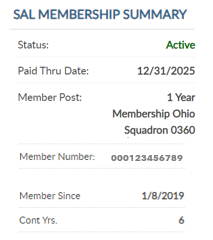 SAL MEMBERSHIP SUMMARY
Status: Active
Paid Thru Date: 12/31/2025
Member Post: 1 Year
Membership Ohio
Squadron 0360
Member Number: 000123456789
Member Since 1/8/2019
Cont Yrs. 6